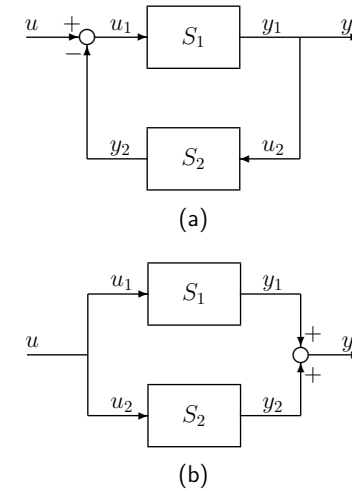 u + u₁ S₁ y₁ y
−
y₂ S₂ u₂
(a)
u₁ S₁ y₁
u + y
+
u₂ S₂ y₂
(b)